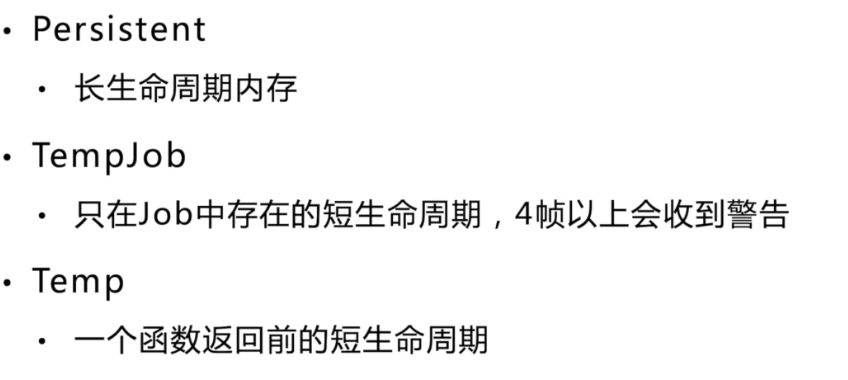 • Persistent
• 长生命周期内存
• TempJob
• 只在Job中存在的短生命周期，4帧以上会收到警告
• Temp
• 一个函数返回前的短生命周期